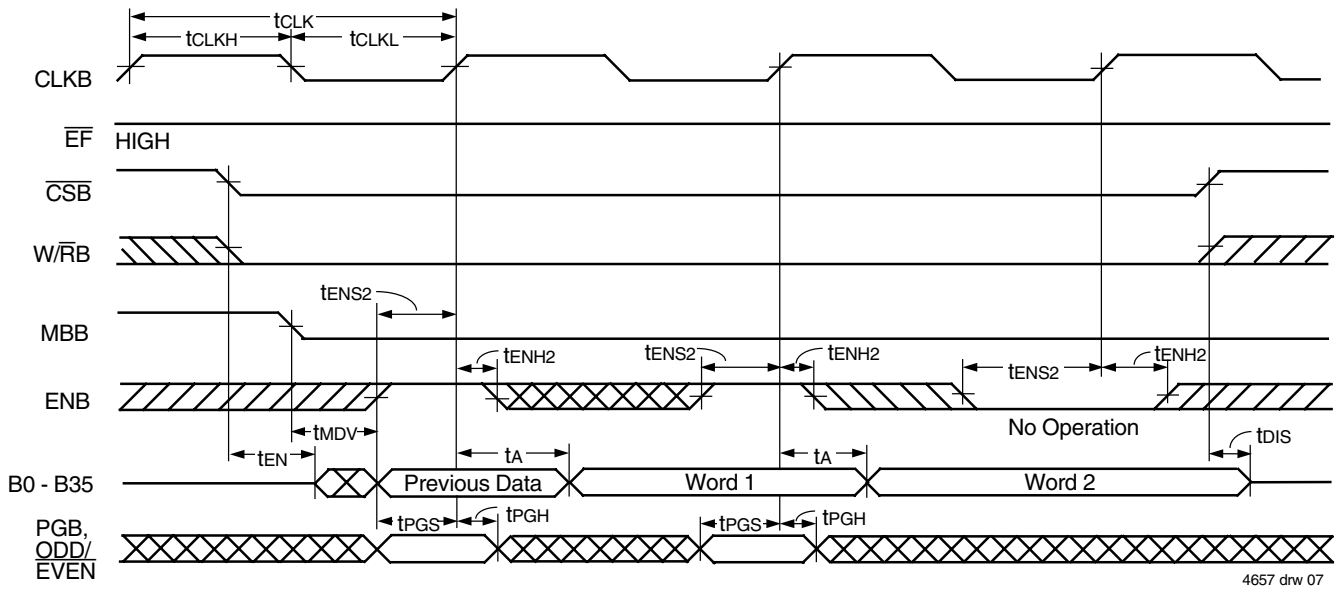 tCLK
tCLKH tCLKL
CLKB
EF HIGH
CSB
W/RB
tENS2
MBB
tENH2 tENS2 tENH2 tENS2 tENH2
ENB
No Operation
tMDV
tEN tA tA tDIS
B0 - B35 Previous Data Word 1 Word 2
tPGS tPGH tPGS tPGH
PGB,
ODD/
EVEN
4657 drw 07